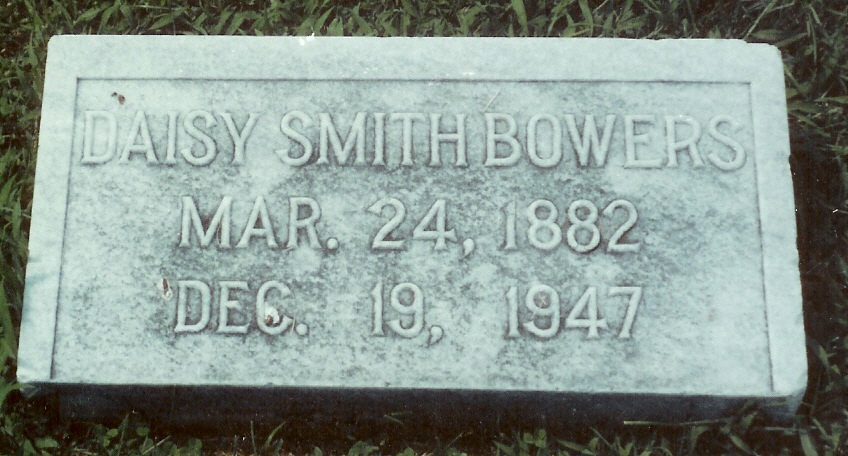 DAISY SMITH BOWERS
MAR. 24, 1882
DEC. 19, 1947